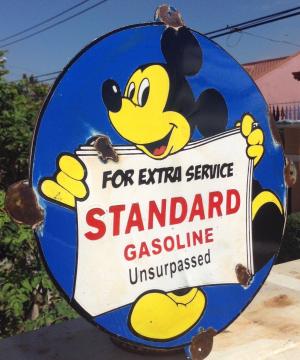 FOR EXTRA SERVICE
STANDARD
GASOLINE
Unsurpassed